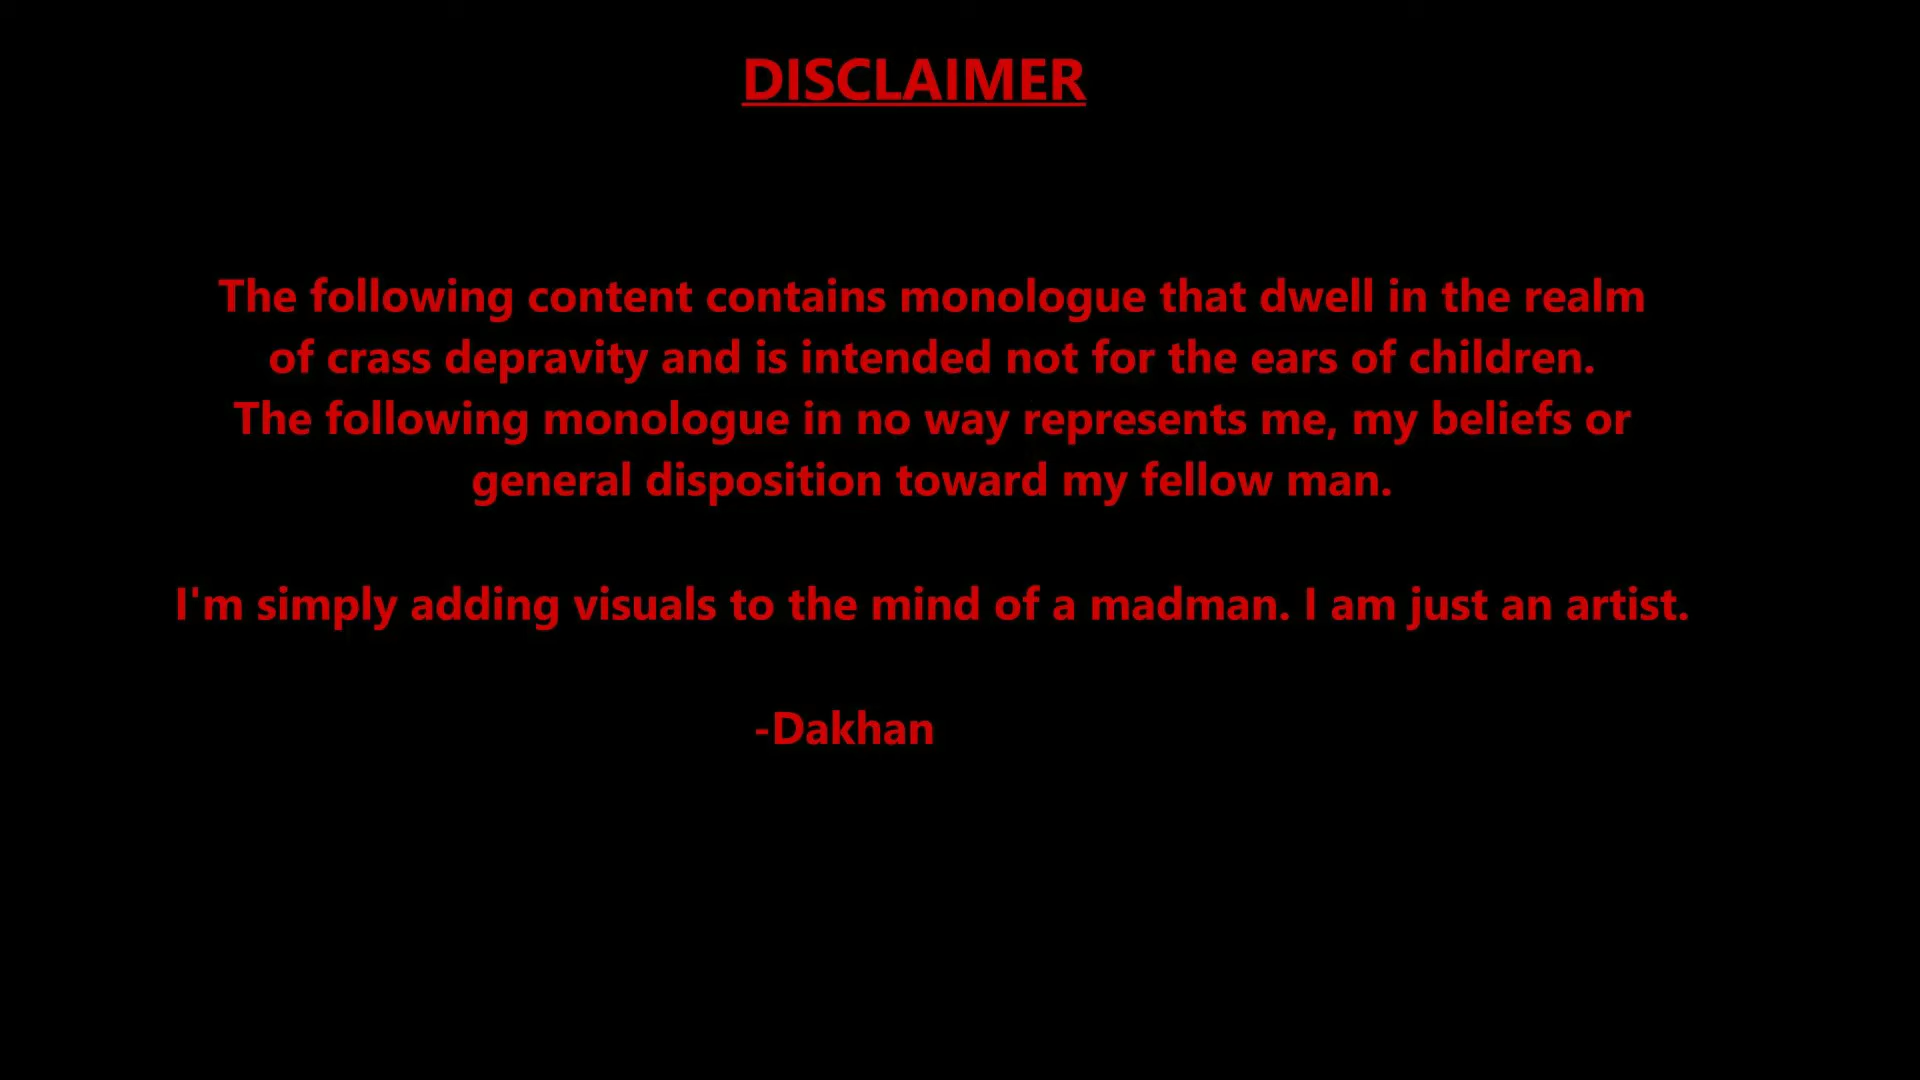 DISCLAIMER
The following content contains monologue that dwell in the realm
of crass depravity and is intended not for the ears of children.
The following monologue in no way represents me, my beliefs or
general disposition toward my fellow man.
I'm simply adding visuals to the mind of a madman. I am just an artist.
-Dakhan